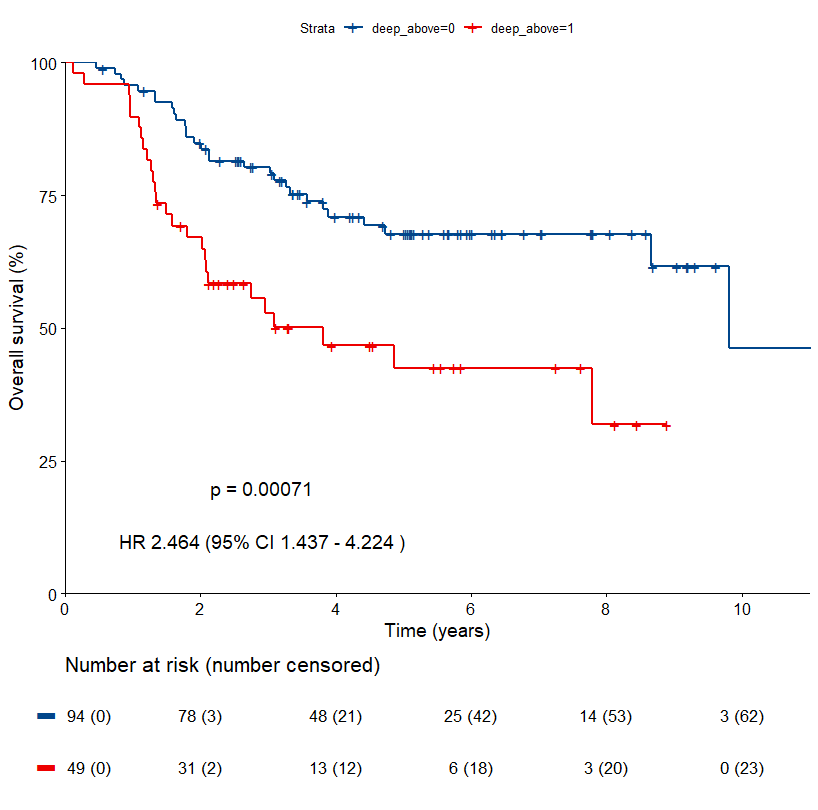 Strata deep_above=0 deep_above=1
100
75
50
25
0
Overall survival (%)
p = 0.00071
HR 2.464 (95% CI 1.437 - 4.224 )
0 2 4 6 8 10
Time (years)
Number at risk (number censored)
94 (0) 78 (3) 48 (21) 25 (42) 14 (53) 3 (62)
49 (0) 31 (2) 13 (12) 6 (18) 3 (20) 0 (23)